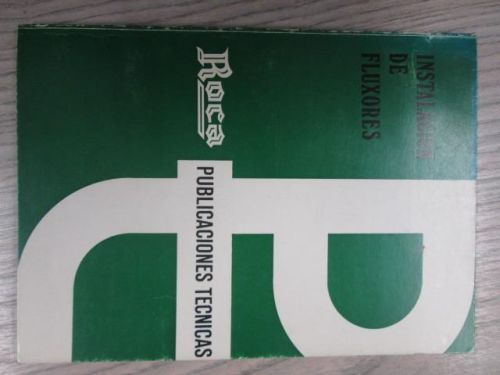 INSTALACION
DE
FLUXORES
Roca
PUBLICACIONES TECNICAS